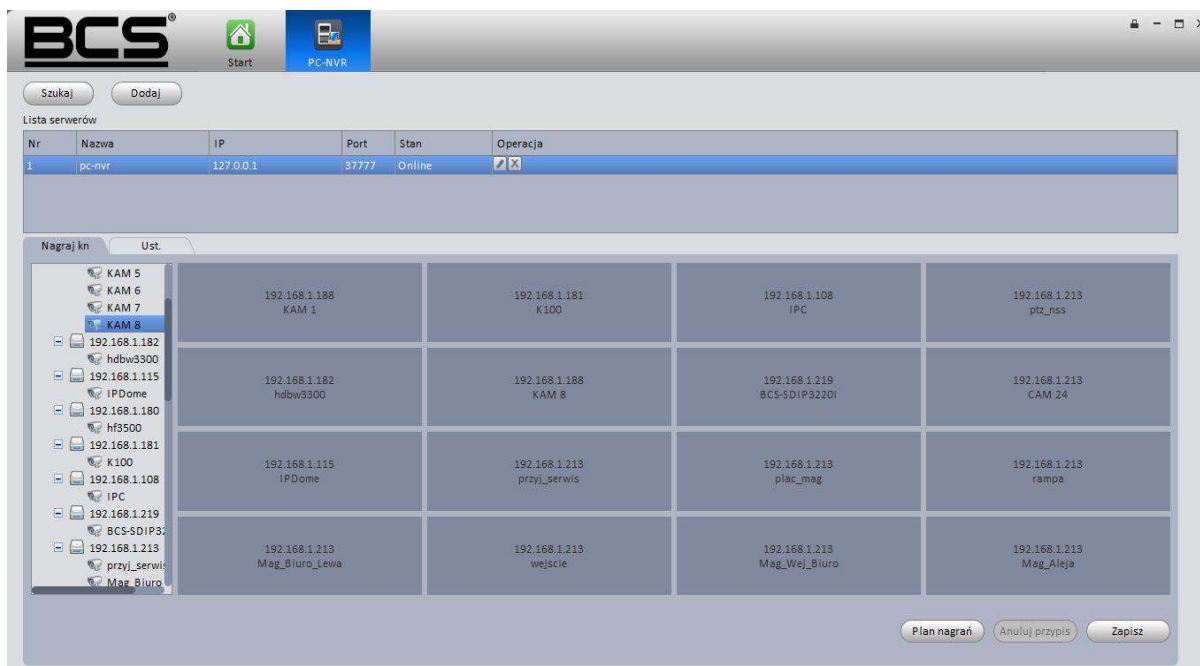 BCS®
Start
PC-NVR
Szukaj
Dodaj
Lista serwerów
Nr Nazwa IP Port Stan Operacja
1 pc-nvr 127.0.0.1 37777 Online
Nagraj kn
Ust.
KAM 5
KAM 6
KAM 7
KAM 8
192.168.1.182
hdbw3300
192.168.1.115
IPDome
192.168.1.180
hf3500
192.168.1.181
K100
192.168.1.108
IPC
192.168.1.219
BCS-SDIP32
192.168.1.213
przyj_serwis
Mag_Biuro
192.168.1.188
KAM 1
192.168.1.181
K100
192.168.1.108
IPC
192.168.1.213
ptz_nss
192.168.1.182
hdbw3300
192.168.1.188
KAM 8
192.168.1.219
BCS-SDIP3220I
192.168.1.213
CAM 24
192.168.1.115
IPDome
192.168.1.213
przyj_serwis
192.168.1.213
plac_mag
192.168.1.213
rampa
192.168.1.213
Mag_Biuro_Lewa
192.168.1.213
wejscie
192.168.1.213
Mag_Wej_Biuro
192.168.1.213
Mag_Aleja
Plan nagrań
Anuluj przypis
Zapisz